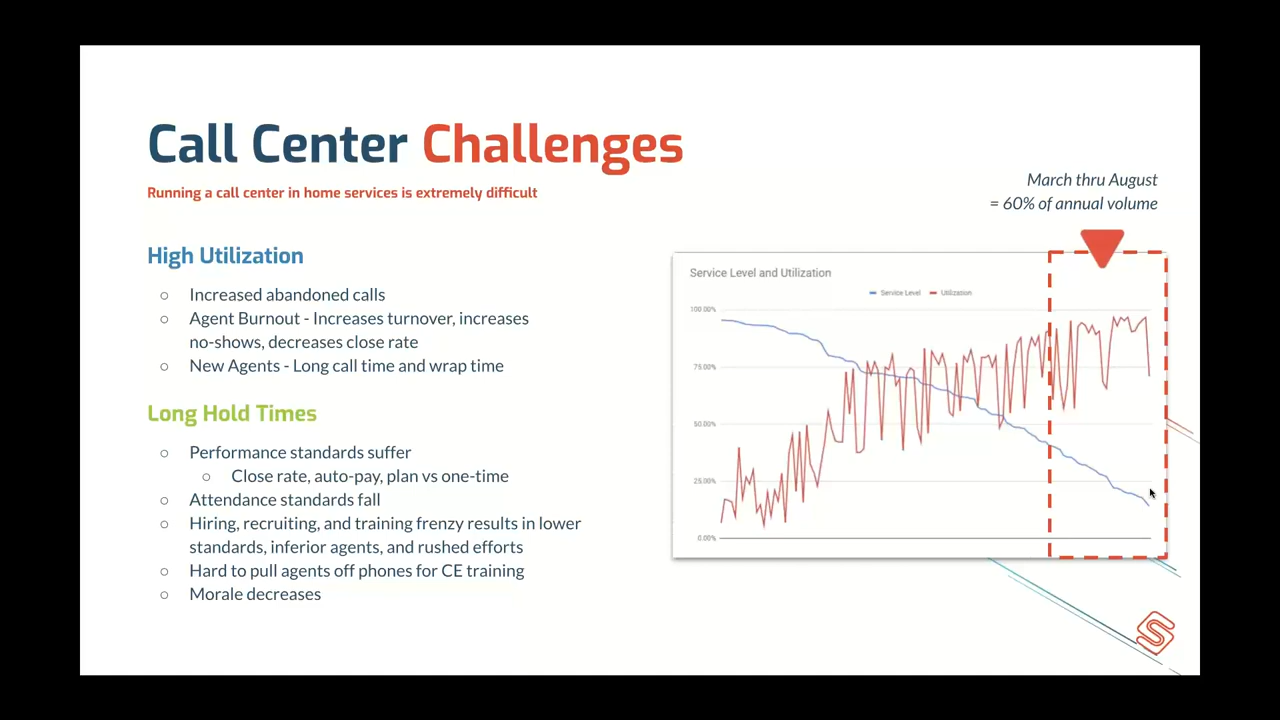 Call Center Challenges
Running a call center in home services is extremely difficult
March thru August
= 60% of annual volume
High Utilization
○ Increased abandoned calls
○ Agent Burnout - Increases turnover, increases
no-shows, decreases close rate
○ New Agents - Long call time and wrap time
Long Hold Times
○ Performance standards suffer
○ Close rate, auto-pay, plan vs one-time
○ Attendance standards fall
○ Hiring, recruiting, and training frenzy results in lower
standards, inferior agents, and rushed efforts
○ Hard to pull agents off phones for CE training
○ Morale decreases
Service Level and Utilization
Service Level Utilization
100.00%
75.00%
50.00%
25.00%
0.00%